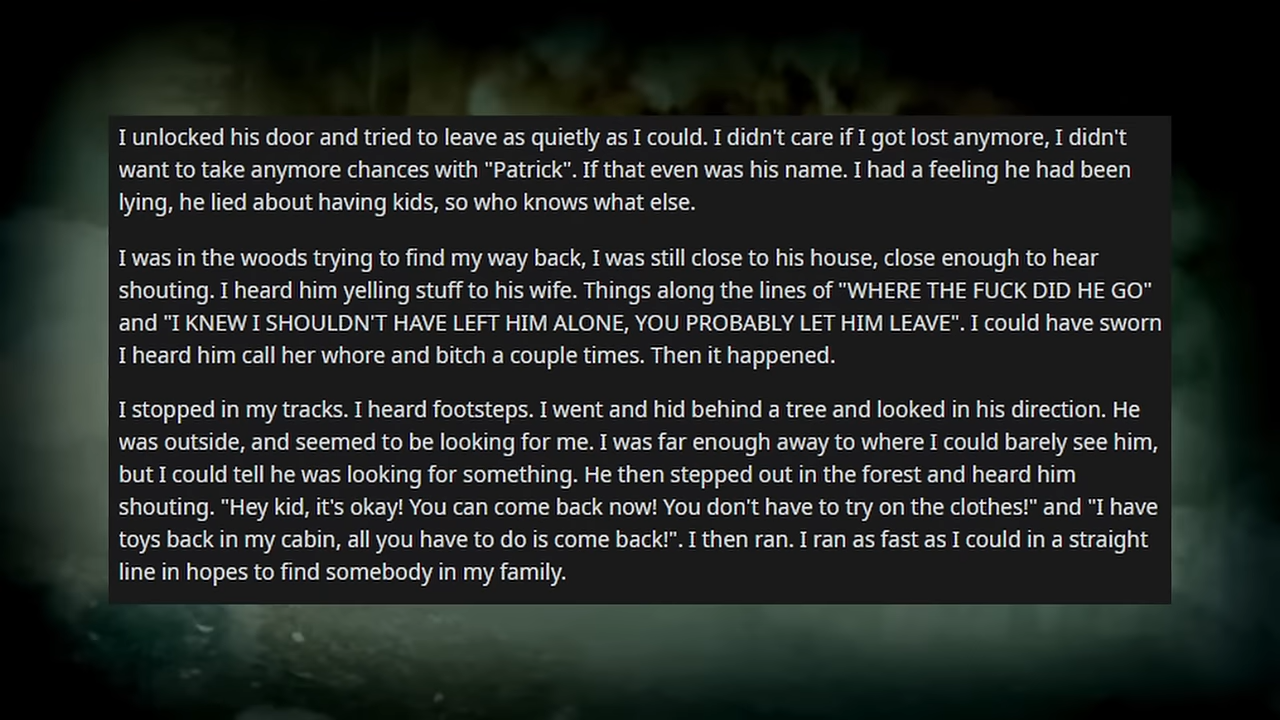 I unlocked his door and tried to leave as quietly as I could. I didn't care if I got lost anymore, I didn't
want to take anymore chances with "Patrick". If that even was his name. I had a feeling he had been
lying, he lied about having kids, so who knows what else.
I was in the woods trying to find my way back, I was still close to his house, close enough to hear
shouting. I heard him yelling stuff to his wife. Things along the lines of "WHERE THE FUCK DID HE GO"
and "I KNEW I SHOULDN'T HAVE LEFT HIM ALONE, YOU PROBABLY LET HIM LEAVE". I could have sworn
I heard him call her whore and bitch a couple times. Then it happened.
I stopped in my tracks. I heard footsteps. I went and hid behind a tree and looked in his direction. He
was outside, and seemed to be looking for me. I was far enough away to where I could barely see him,
but I could tell he was looking for something. He then stepped out in the forest and heard him
shouting. "Hey kid, it's okay! You can come back now! You don't have to try on the clothes!" and "I have
toys back in my cabin, all you have to do is come back!". I then ran. I ran as fast as I could in a straight
line in hopes to find somebody in my family.